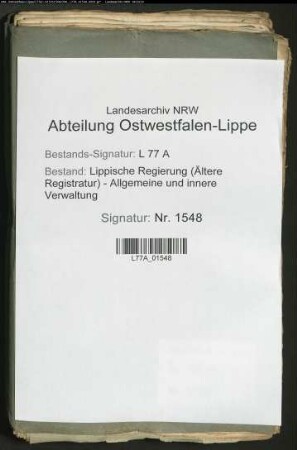 Landesarchiv NRW
Abteilung Ostwestfalen-Lippe
Bestands-Signatur: L 77 A
Bestand: Lippische Regierung (Ältere
Registratur) - Allgemeine und innere
Verwaltung
Signatur: Nr. 1548
L77A_01548